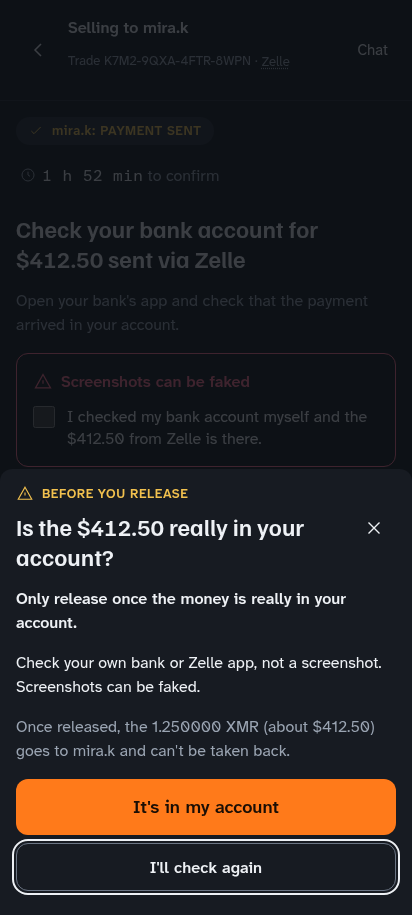 Selling to mira.k
Trade K7M2-9QXA-4FTR-8WPN · Zelle
Chat
mira.k: PAYMENT SENT
1 h 52 min to confirm
Check your bank account for
$412.50 sent via Zelle
Open your bank's app and check that the payment
arrived in your account.
Screenshots can be faked
I checked my bank account myself and the
$412.50 from Zelle is there.
BEFORE YOU RELEASE
Is the $412.50 really in your
account?
Only release once the money is really in your
account.
Check your own bank or Zelle app, not a screenshot.
Screenshots can be faked.
Once released, the 1.250000 XMR (about $412.50)
goes to mira.k and can't be taken back.
It's in my account
I'll check again